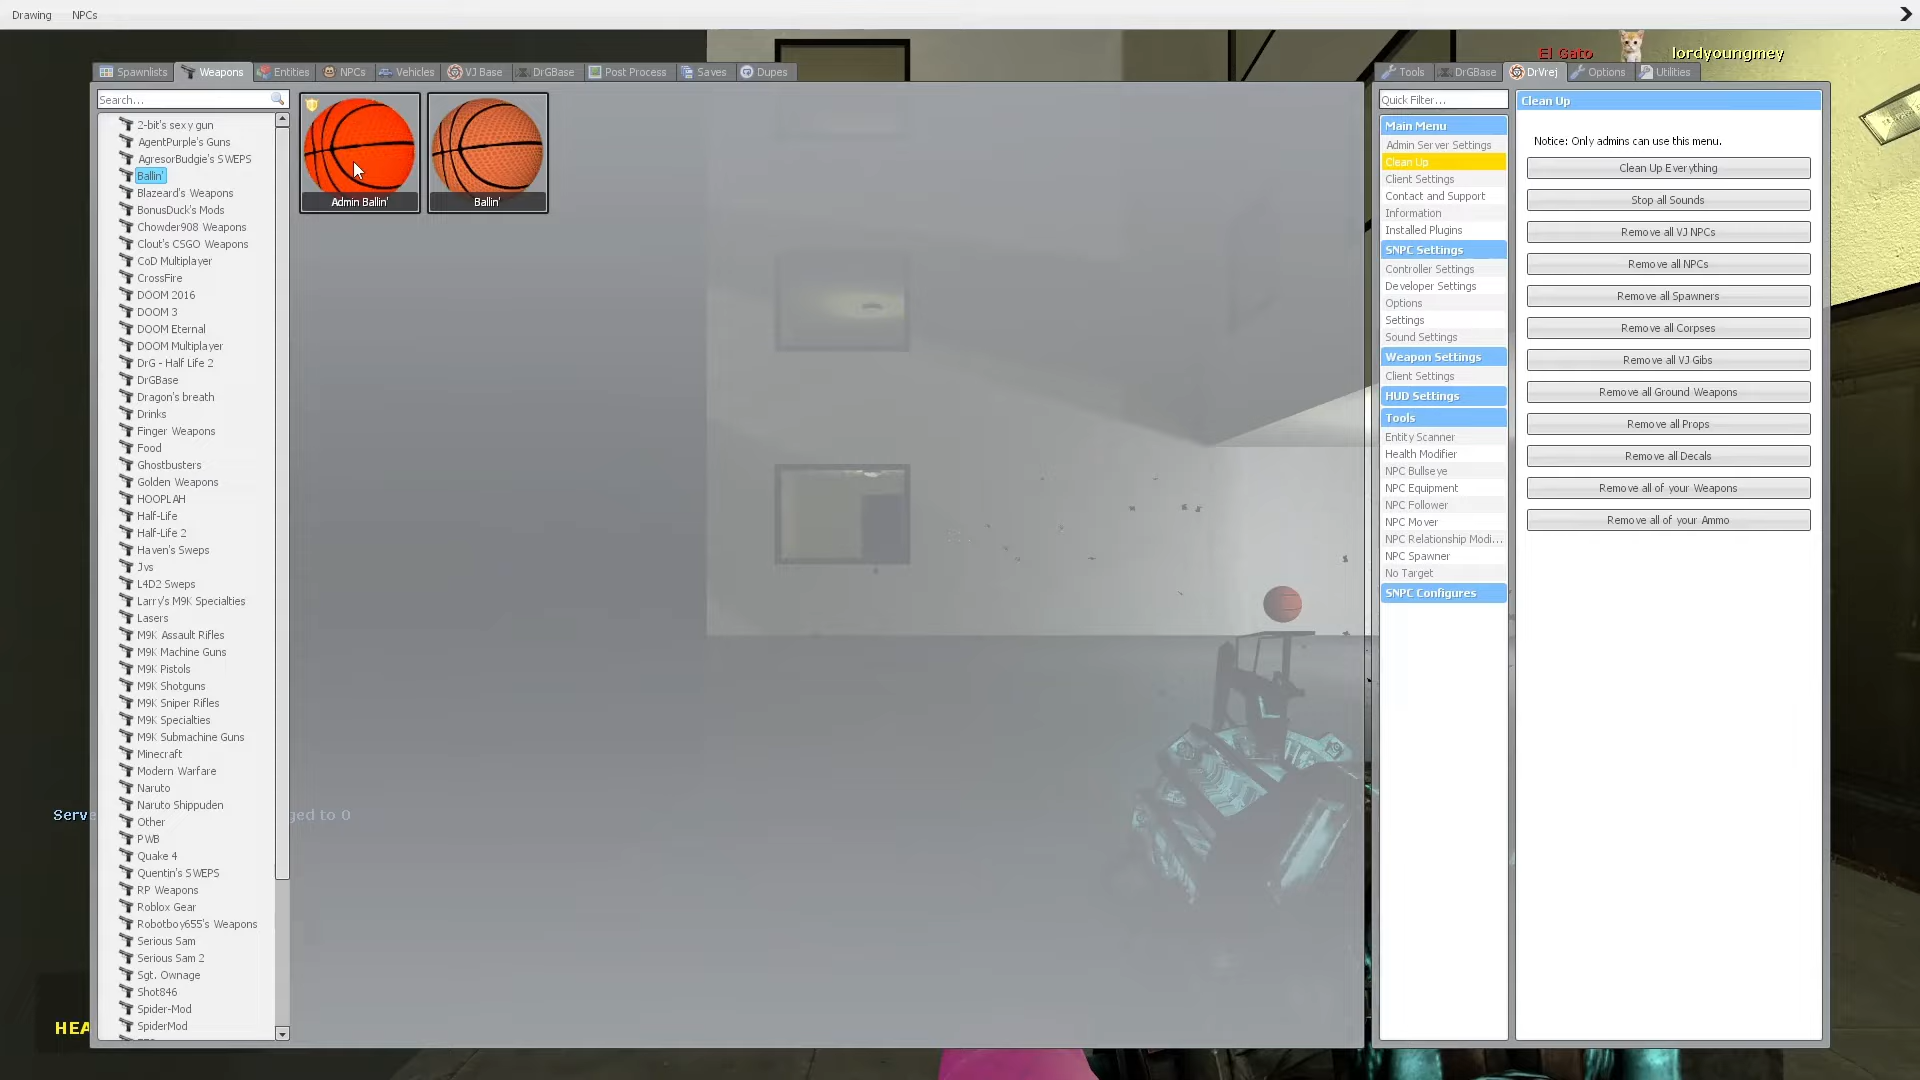 Drawing NPCs
El Gato lordyoungmey
Spawnlists Weapons Entities NPCs Vehicles VJ Base DrGBase Post Process Saves Dupes
Tools DrGBase DrVrej Options Utilities
Search...
2-bit's sexy gun
AgentPurple's Guns
AgresorBudgie's SWEPS
Ballin'
Blazeard's Weapons
BonusDuck's Mods
Chowder908 Weapons
Clout's CSGO Weapons
CoD Multiplayer
CrossFire
DOOM 2016
DOOM 3
DOOM Eternal
DOOM Multiplayer
DrG - Half Life 2
DrGBase
Dragon's breath
Drinks
Finger Weapons
Food
Ghostbusters
Golden Weapons
HOOPLAH
Half-Life
Half-Life 2
Haven's Sweps
Jvs
L4D2 Sweps
Larry's M9K Specialties
Lasers
M9K Assault Rifles
M9K Machine Guns
M9K Pistols
M9K Shotguns
M9K Sniper Rifles
M9K Specialties
M9K Submachine Guns
Minecraft
Modern Warfare
Naruto
Naruto Shippuden
Other
PWB
Quake 4
Quentin's SWEPS
RP Weapons
Roblox Gear
Robotboy655's Weapons
Serious Sam
Serious Sam 2
Sgt. Ownage
Shot846
Spider-Mod
SpiderMod
Admin Ballin'
Ballin'
Serv
ged to 0
HEA
Quick Filter...
Main Menu
Admin Server Settings
Clean Up
Client Settings
Contact and Support
Information
Installed Plugins
SNPC Settings
Controller Settings
Developer Settings
Options
Settings
Sound Settings
Weapon Settings
Client Settings
HUD Settings
Tools
Entity Scanner
Health Modifier
NPC Bullseye
NPC Equipment
NPC Follower
NPC Mover
NPC Relationship Modi...
NPC Spawner
No Target
SNPC Configures
Clean Up
Notice: Only admins can use this menu.
Clean Up Everything
Stop all Sounds
Remove all VJ NPCs
Remove all NPCs
Remove all Spawners
Remove all Corpses
Remove all VJ Gibs
Remove all Ground Weapons
Remove all Props
Remove all Decals
Remove all of your Weapons
Remove all of your Ammo